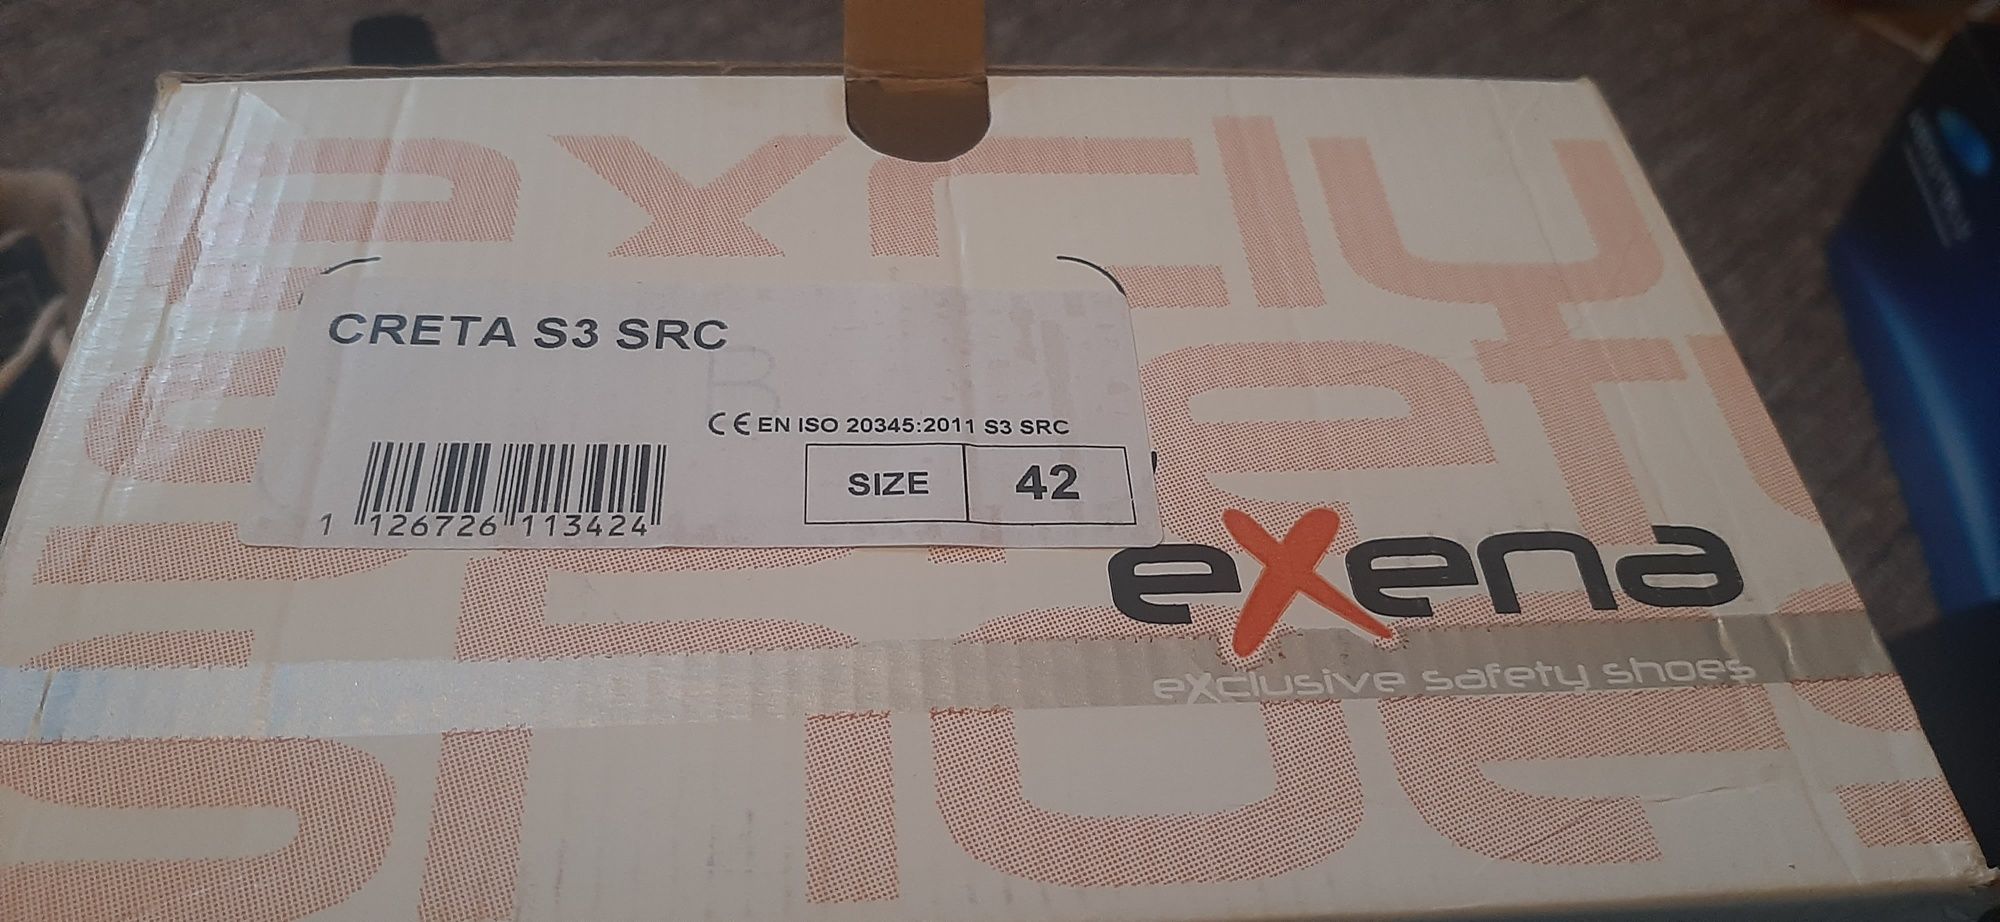 CRETA S3 SRC
CE EN ISO 20345:2011 S3 SRC
SIZE 42
1 126726 113424
exena
exclusive safety shoes